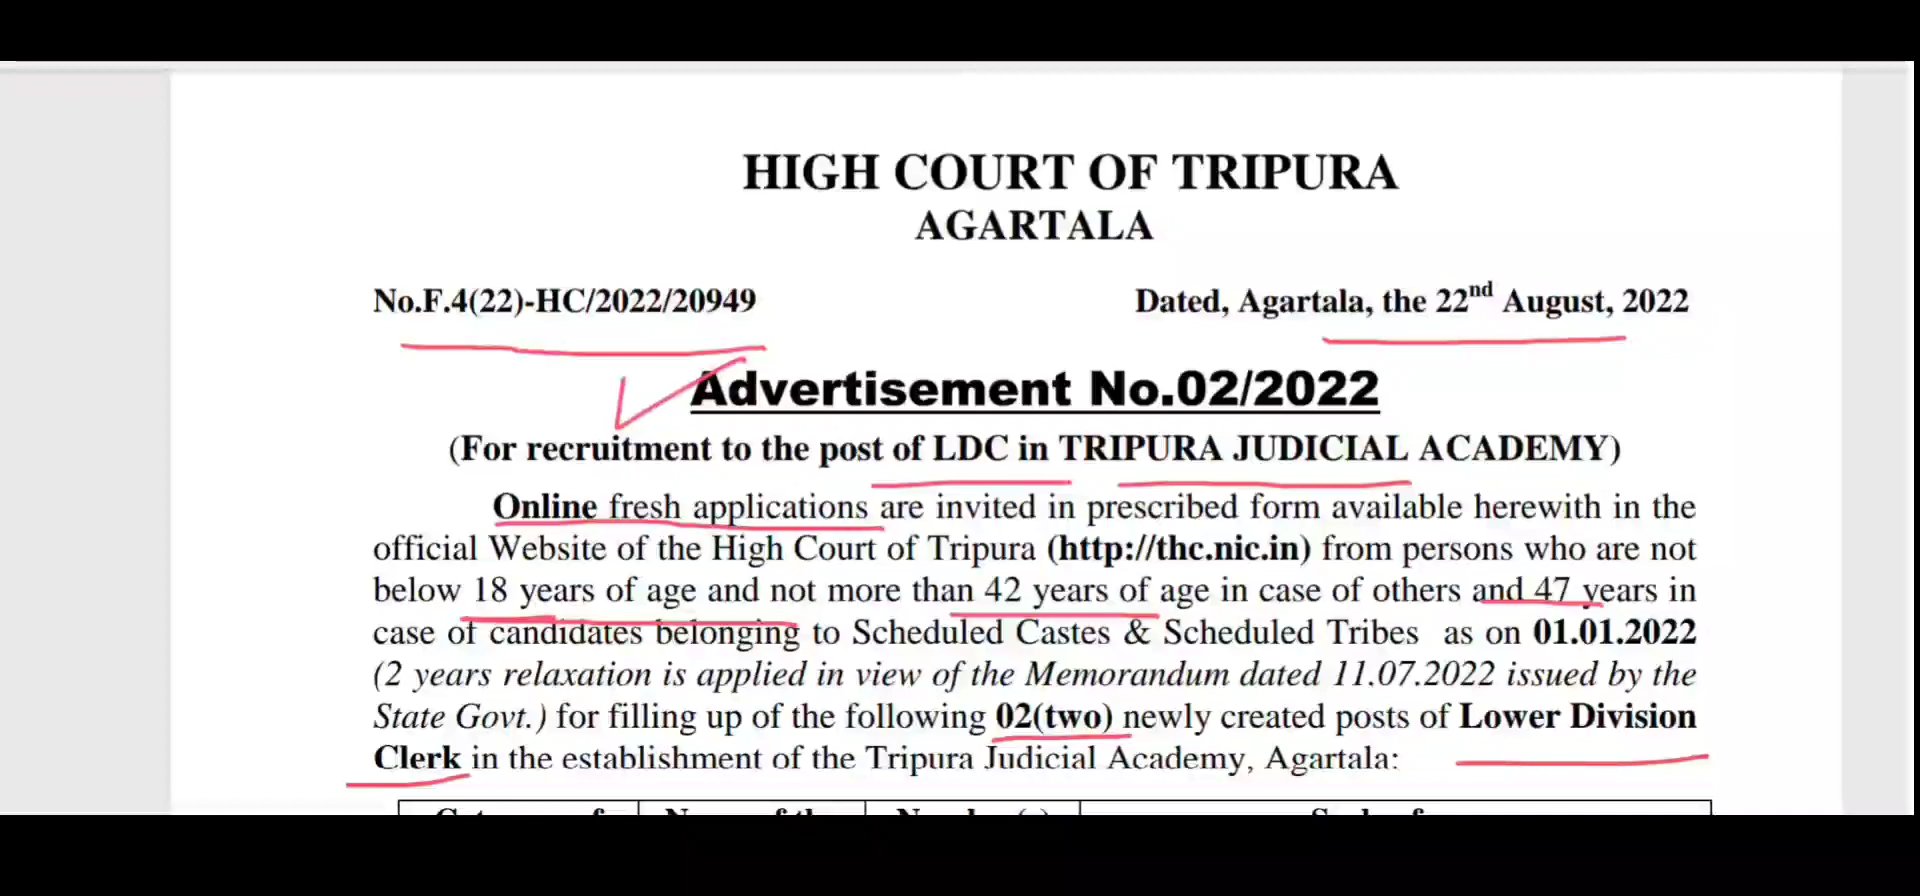 HIGH COURT OF TRIPURA
AGARTALA
No.F.4(22)-HC/2022/20949 Dated, Agartala, the 22nd August, 2022
Advertisement No.02/2022
(For recruitment to the post of LDC in TRIPURA JUDICIAL ACADEMY)
Online fresh applications are invited in prescribed form available herewith in the
official Website of the High Court of Tripura (http://thc.nic.in) from persons who are not
below 18 years of age and not more than 42 years of age in case of others and 47 years in
case of candidates belonging to Scheduled Castes & Scheduled Tribes as on 01.01.2022
(2 years relaxation is applied in view of the Memorandum dated 11.07.2022 issued by the
State Govt.) for filling up of the following 02(two) newly created posts of Lower Division
Clerk in the establishment of the Tripura Judicial Academy, Agartala: